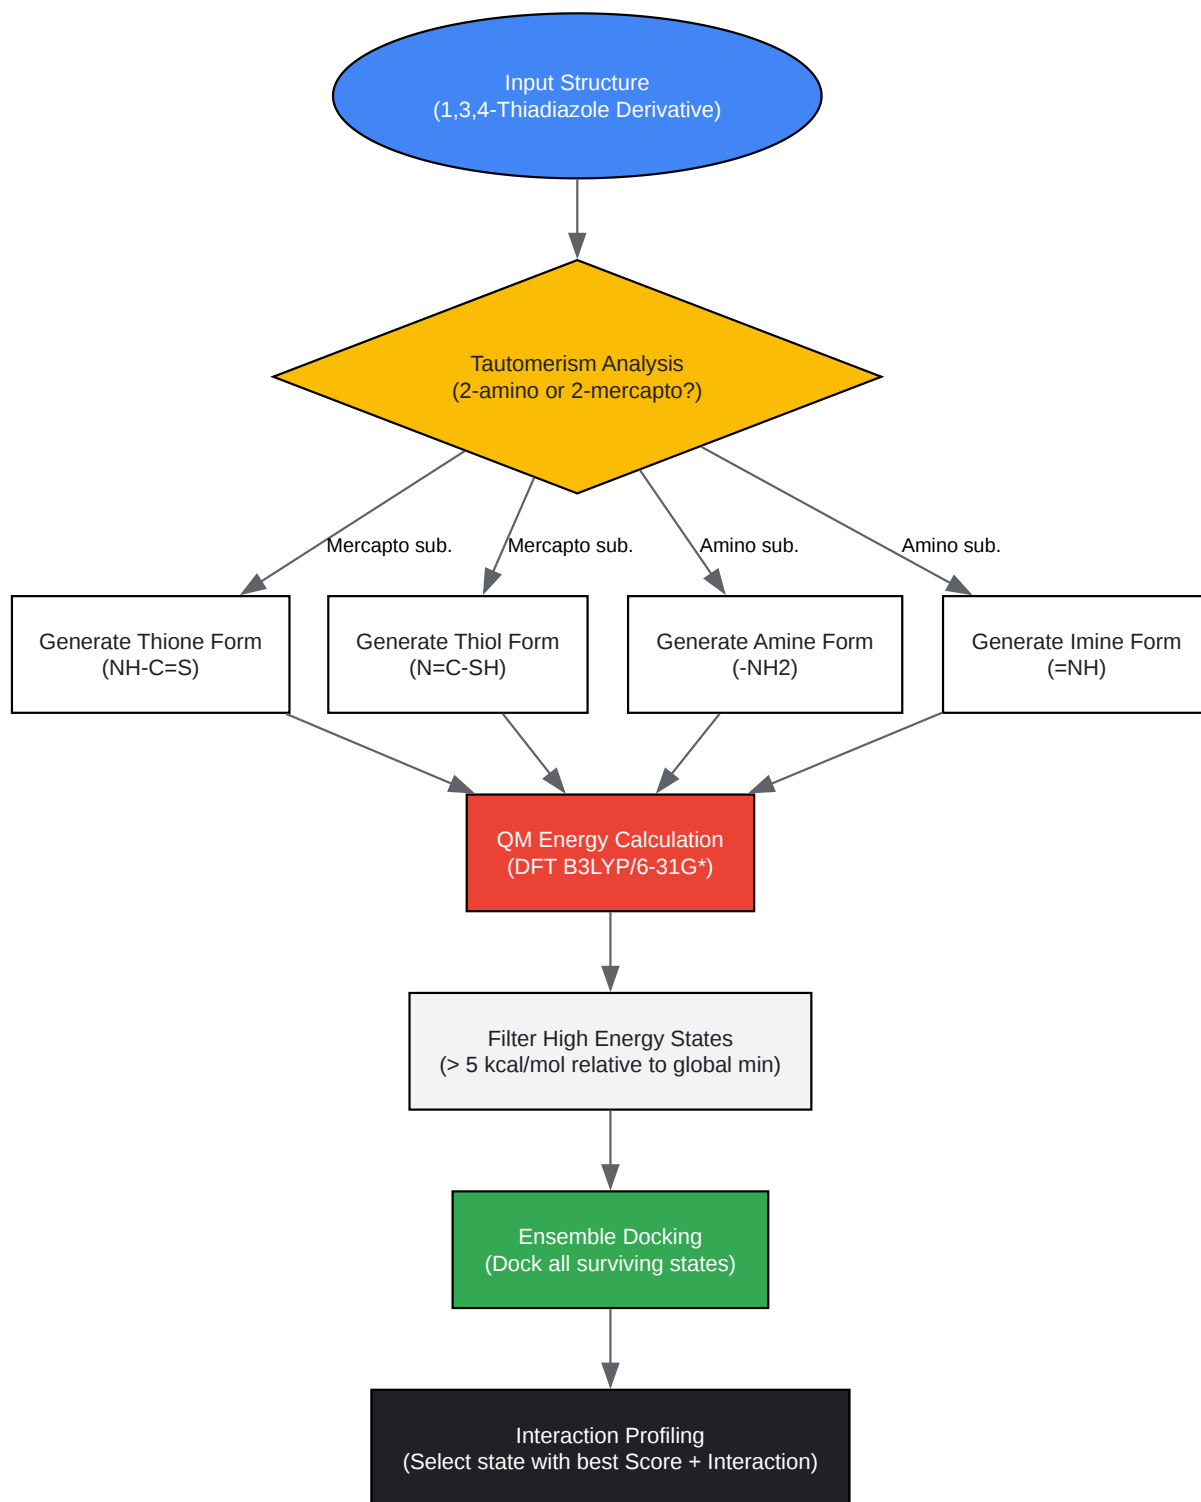 Input Structure
(1,3,4-Thiadiazole Derivative)
Tautomerism Analysis
(2-amino or 2-mercapto?)
Mercapto sub.
Mercapto sub.
Amino sub.
Amino sub.
Generate Thione Form
(NH-C=S)
Generate Thiol Form
(N=C-SH)
Generate Amine Form
(-NH2)
Generate Imine Form
(=NH)
QM Energy Calculation
(DFT B3LYP/6-31G*)
Filter High Energy States
(> 5 kcal/mol relative to global min)
Ensemble Docking
(Dock all surviving states)
Interaction Profiling
(Select state with best Score + Interaction)